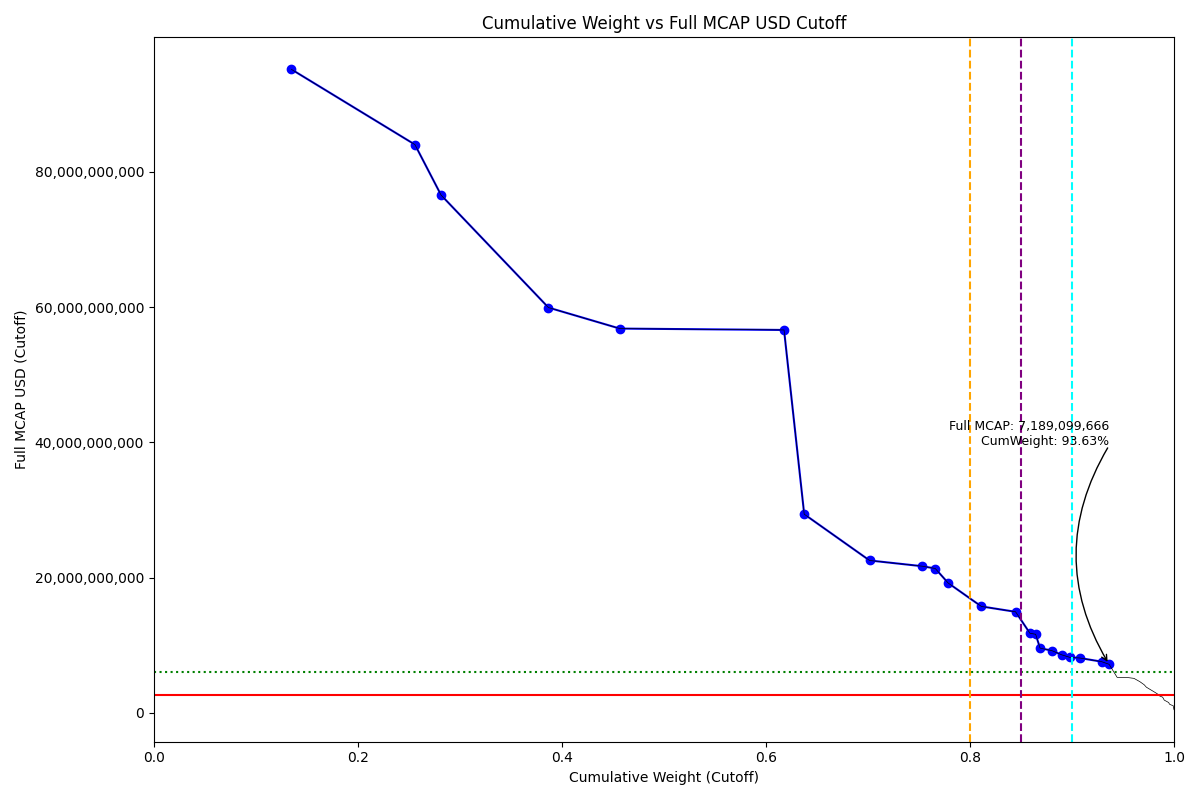 Cumulative Weight vs Full MCAP USD Cutoff
Full MCAP USD (Cutoff)
80,000,000,000
60,000,000,000
40,000,000,000
20,000,000,000
0
Full MCAP: 7,189,099,666
CumWeight: 93.63%
0.0 0.2 0.4 0.6 0.8 1.0
Cumulative Weight (Cutoff)